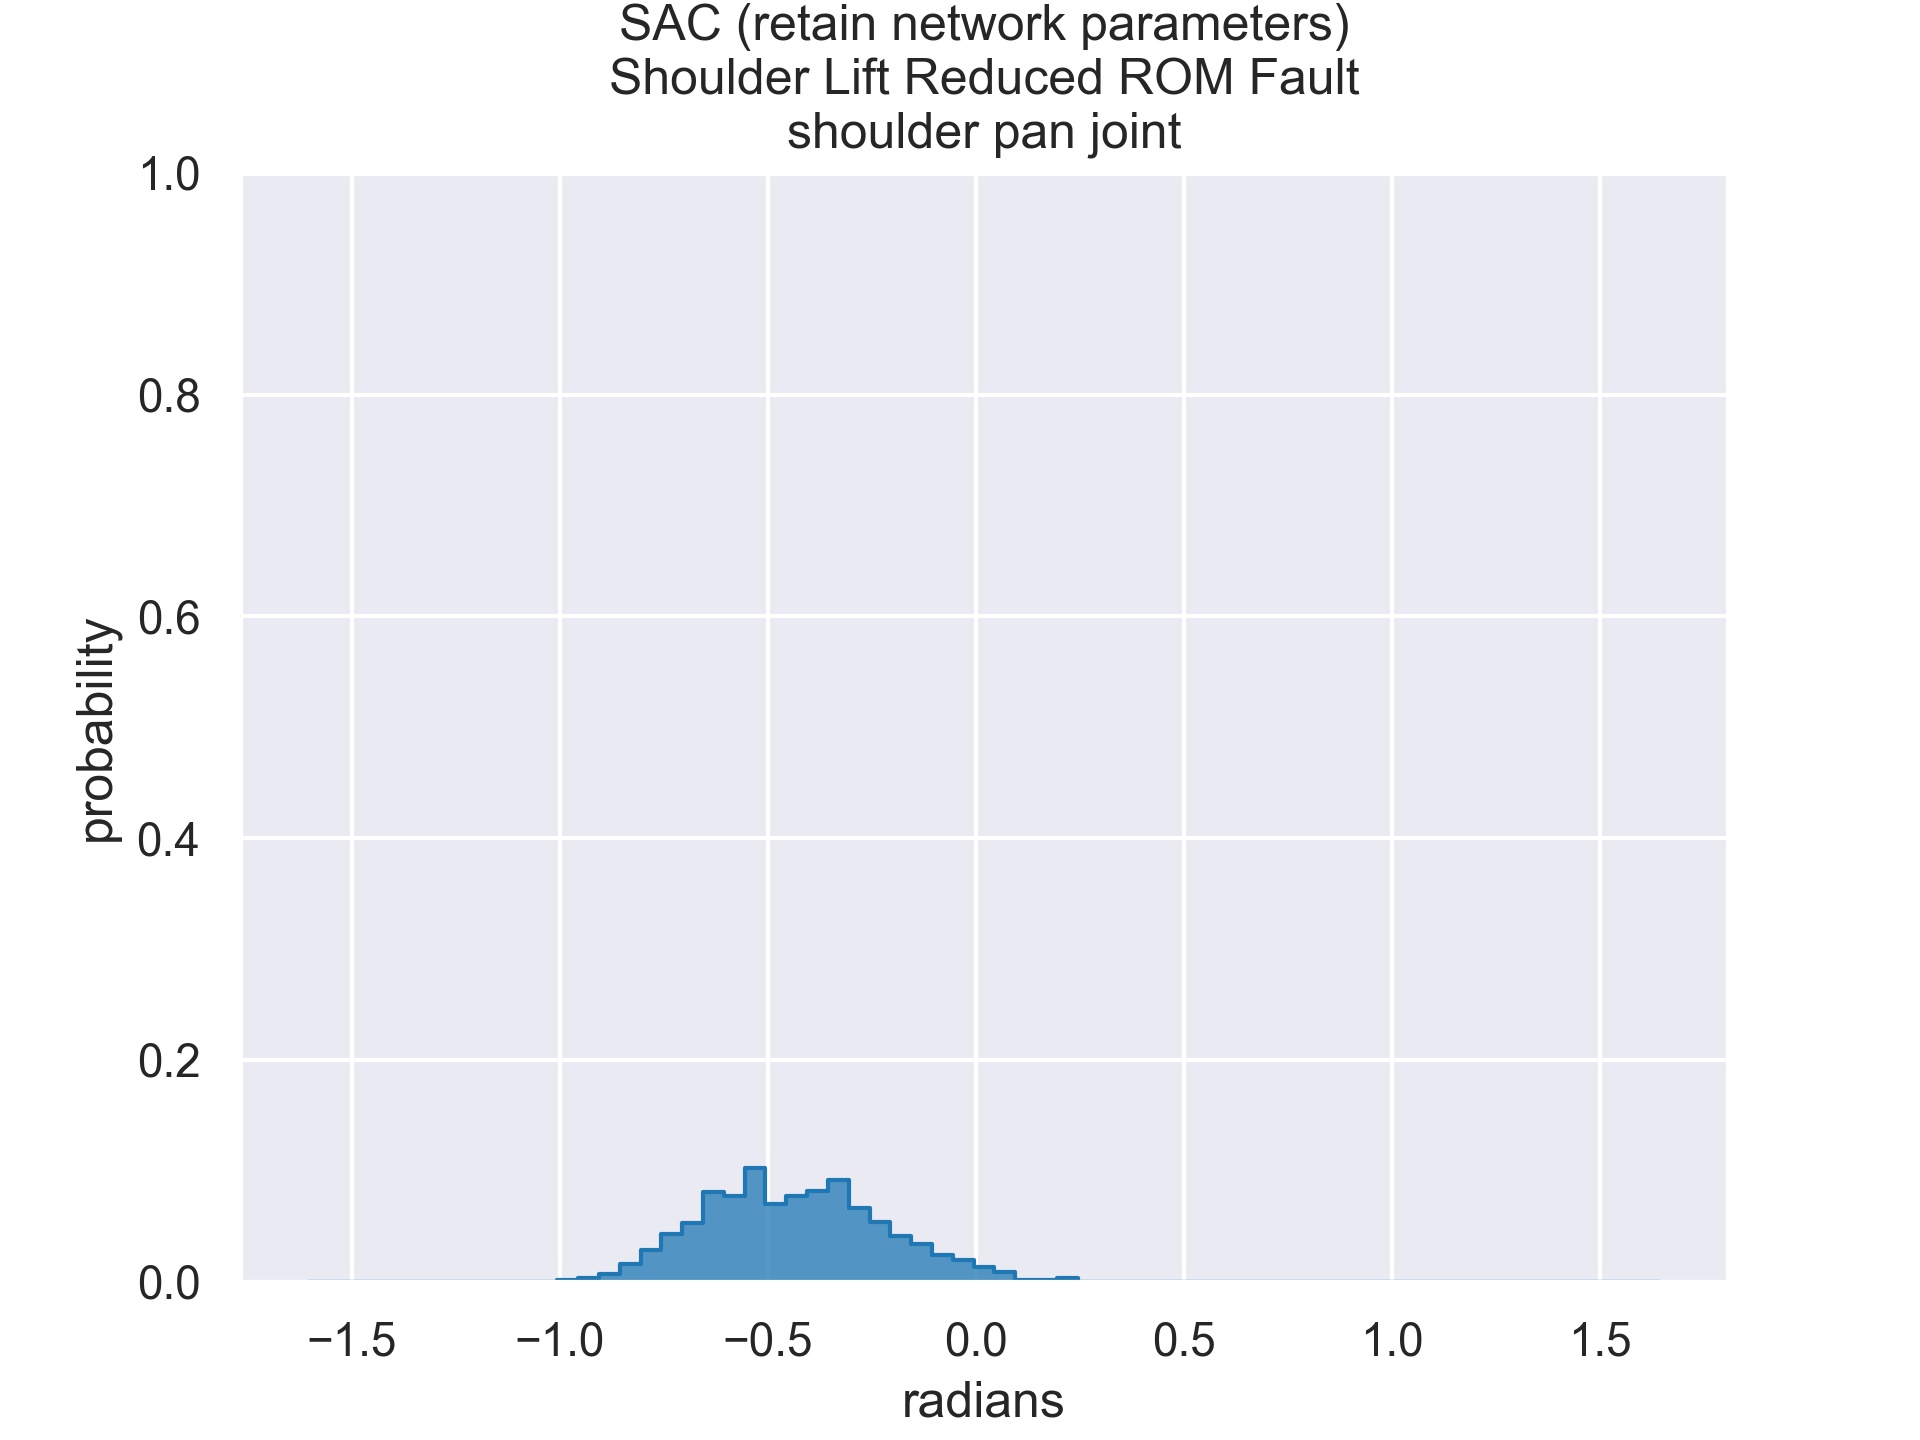 SAC (retain network parameters)
Shoulder Lift Reduced ROM Fault
shoulder pan joint
1.0
0.8
0.6
0.4
0.2
0.0
probability
−1.5 −1.0 −0.5 0.0 0.5 1.0 1.5
radians